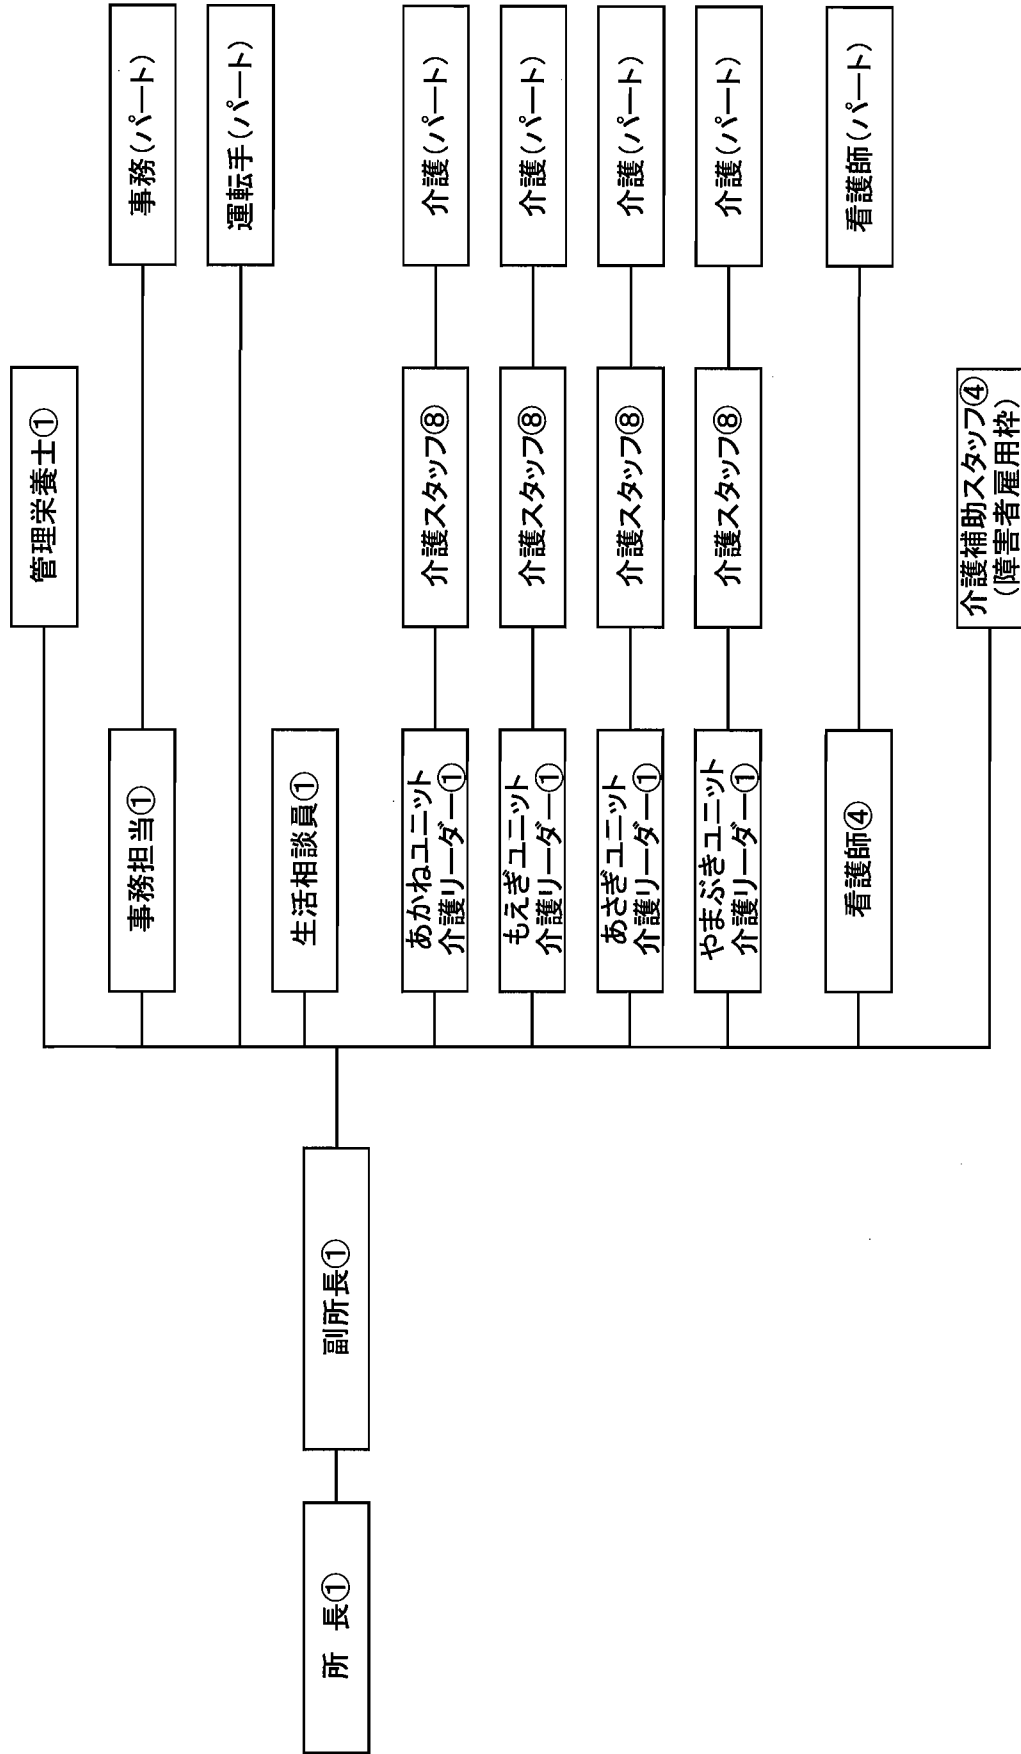 所　長①
副所長①
管理栄養士①
事務担当①
事務(パート)
運転手(パート)
生活相談員①
あかねユニット
介護リーダー①
介護スタッフ⑧
介護(パート)
もえぎユニット
介護リーダー①
介護スタッフ⑧
介護(パート)
あさぎユニット
介護リーダー①
介護スタッフ⑧
介護(パート)
やまぶきユニット
介護リーダー①
介護スタッフ⑧
介護(パート)
看護師④
看護師(パート)
介護補助スタッフ④
(障害者雇用枠)